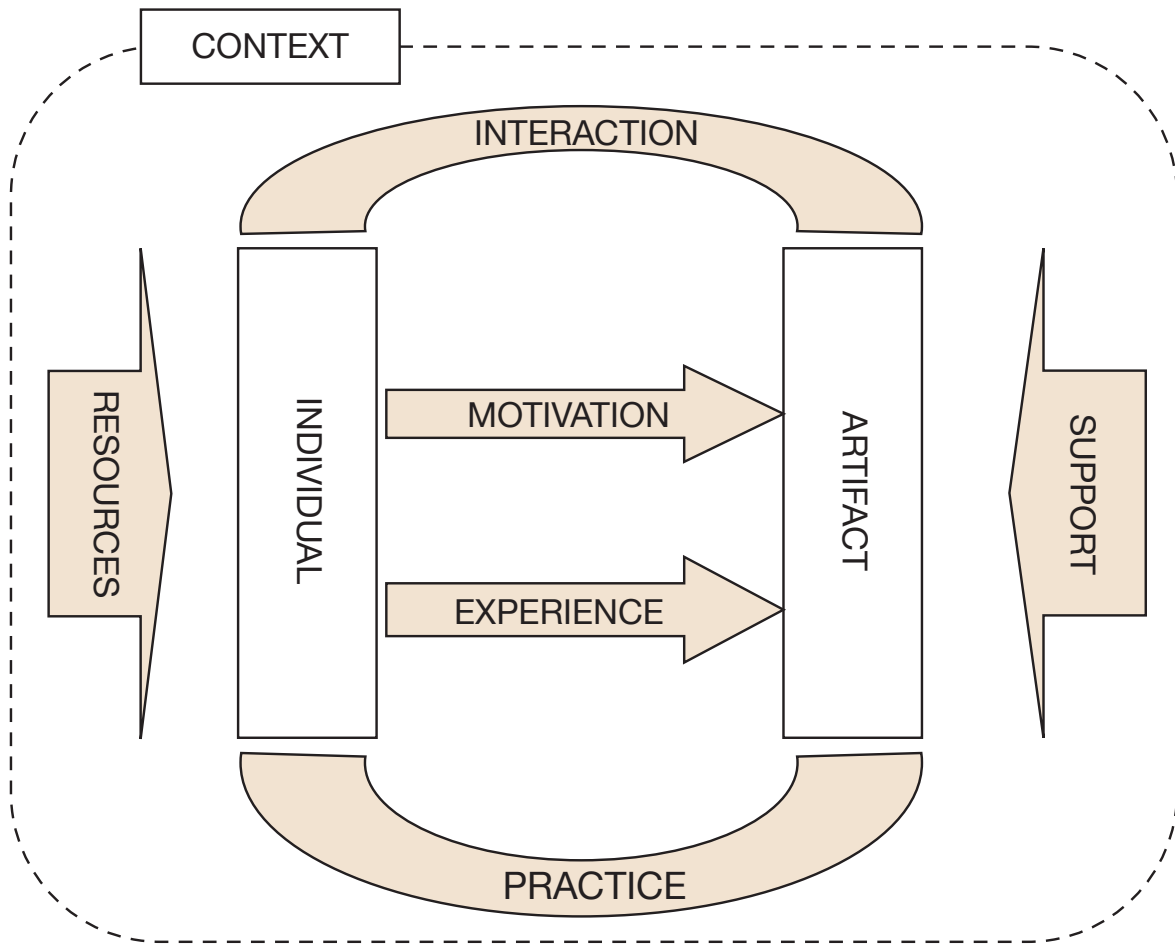 CONTEXT
INTERACTION
RESOURCES
INDIVIDUAL
MOTIVATION
EXPERIENCE
ARTIFACT
SUPPORT
PRACTICE